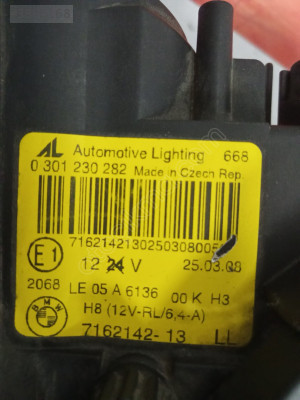 AL Automotive Lighting 668
0 301 230 282 Made in Czech Rep.
E1
12 24 V 25.03.08
2068 LE 05 A 6136 00 K H3
BMW
H8 (12V-RL/6,4-A)
7162142-13 LL